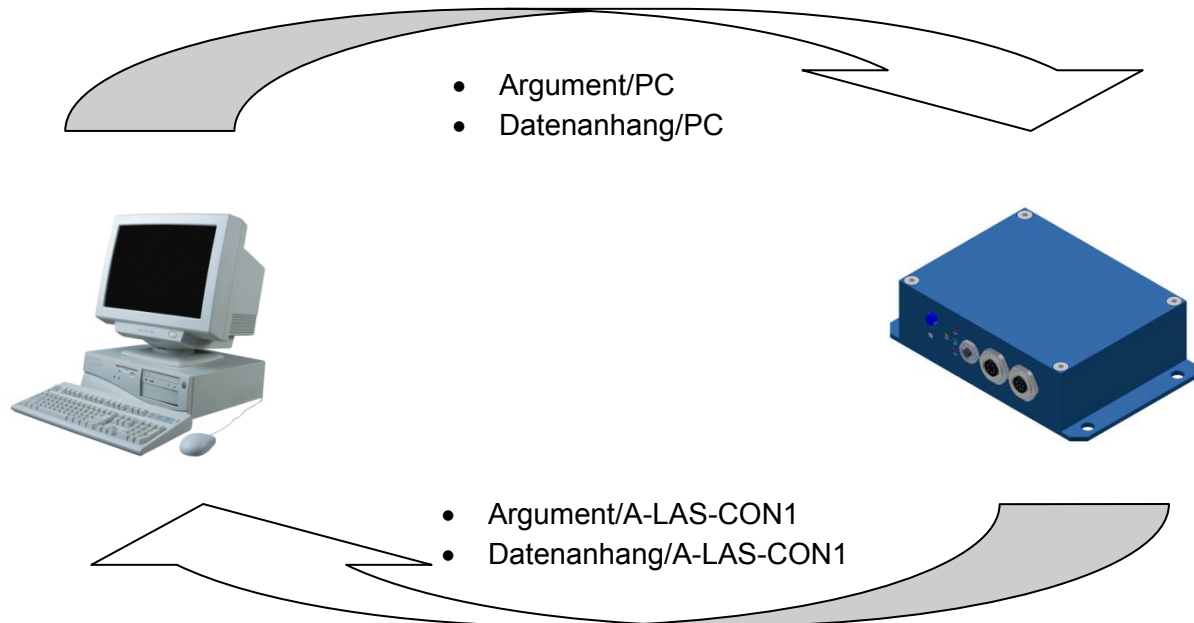 • Argument/PC
• Datenanhang/PC
• Argument/A-LAS-CON1
• Datenanhang/A-LAS-CON1